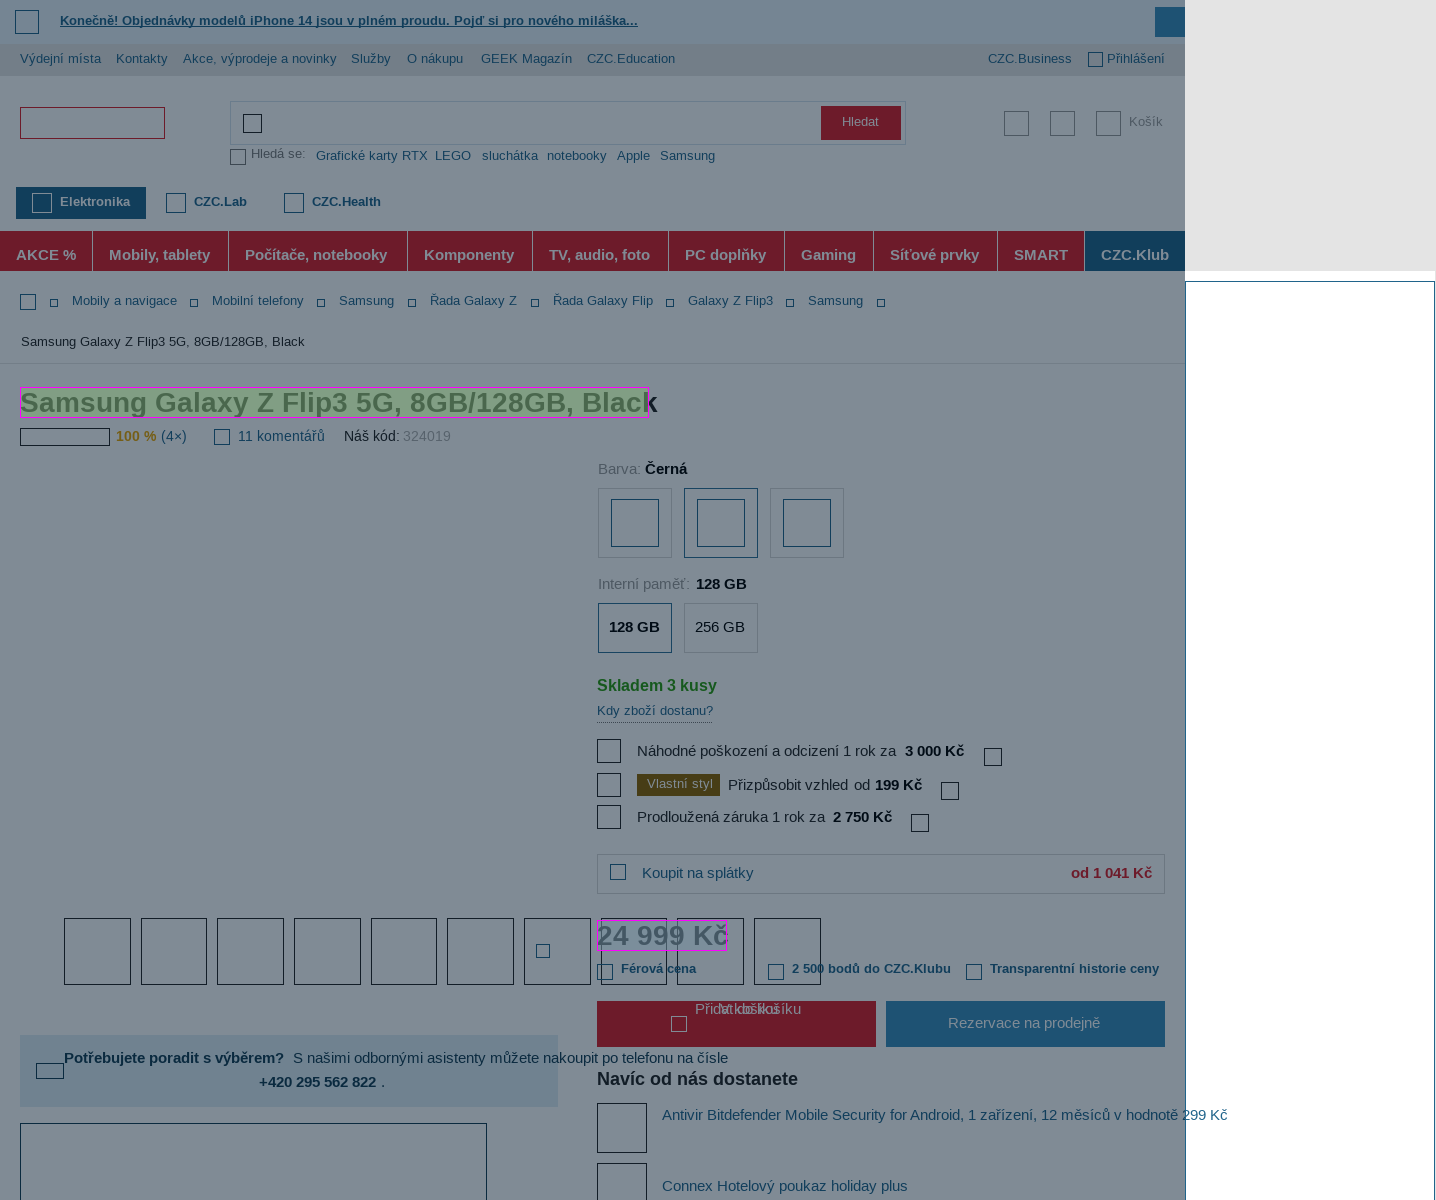 Konečně! Objednávky modelů iPhone 14 jsou v plném proudu. Pojď si pro nového miláška...
Výdejní místa Kontakty Akce, výprodeje a novinky Služby O nákupu GEEK Magazín CZC.Education CZC.Business Přihlášení
Hledat Košík
Hledá se: Grafické karty RTX LEGO sluchátka notebooky Apple Samsung
Elektronika CZC.Lab CZC.Health
AKCE % Mobily, tablety Počítače, notebooky Komponenty TV, audio, foto PC doplňky Gaming Síťové prvky SMART CZC.Klub
Mobily a navigace Mobilní telefony Samsung Řada Galaxy Z Řada Galaxy Flip Galaxy Z Flip3 Samsung
Samsung Galaxy Z Flip3 5G, 8GB/128GB, Black
Samsung Galaxy Z Flip3 5G, 8GB/128GB, Black
100 % (4×) 11 komentářů Náš kód: 324019
Barva: Černá
Interní paměť: 128 GB
128 GB 256 GB
Skladem 3 kusy
Kdy zboží dostanu?
Náhodné poškození a odcizení 1 rok za 3 000 Kč
Vlastní styl Přizpůsobit vzhled od 199 Kč
Prodloužená záruka 1 rok za 2 750 Kč
Koupit na splátky od 1 041 Kč
24 999 Kč
Férová cena 2 500 bodů do CZC.Klubu Transparentní historie ceny
Přidat do košíku V košíku Rezervace na prodejně
Potřebujete poradit s výběrem? S našimi odbornými asistenty můžete nakoupit po telefonu na čísle
+420 295 562 822 .
Navíc od nás dostanete
Antivir Bitdefender Mobile Security for Android, 1 zařízení, 12 měsíců v hodnotě 299 Kč
Connex Hotelový poukaz holiday plus